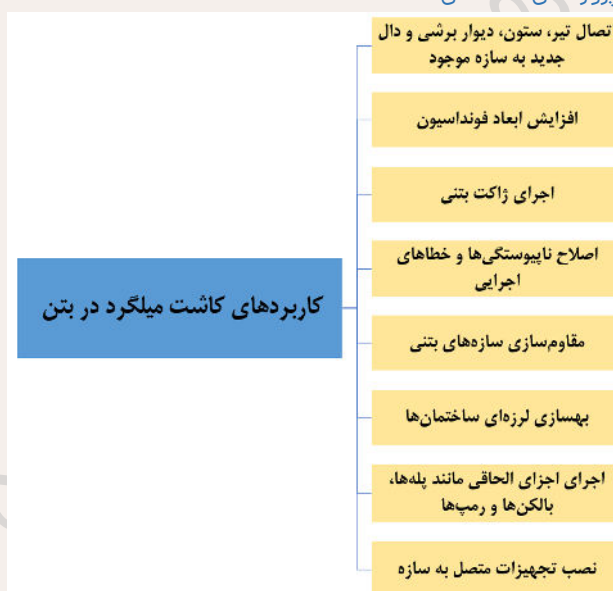 تصال تیر، ستون، دیوار برشی و دال
جدید به سازه موجود
افزایش ابعاد فونداسیون
اجرای ژاکت بتنی
اصلاح ناپیوستگی‌ها و خطاهای
اجرایی
کاربردهای کاشت میلگرد در بتن
مقاوم‌سازی سازه‌های بتنی
بهسازی لرزه‌ای ساختمان‌ها
اجرای اجزای الحاقی مانند پله‌ها،
بالکن‌ها و رمپ‌ها
نصب تجهیزات متصل به سازه